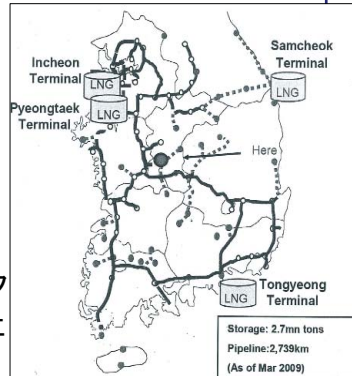 Incheon
Terminal
LNG
Pyeongtaek
Terminal
LNG
Samcheok
Terminal
LNG
Here
Tongyeong
Terminal
LNG
Storage: 2.7mn tons
Pipeline:2,739km
(As of Mar 2009)